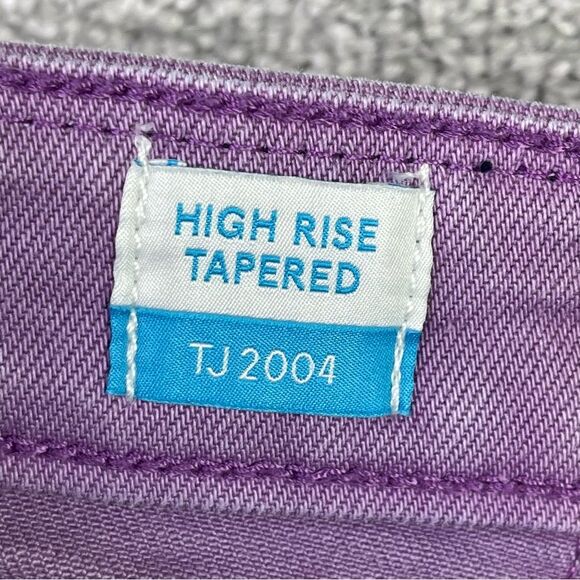 HIGH RISE
TAPERED
TJ 2004